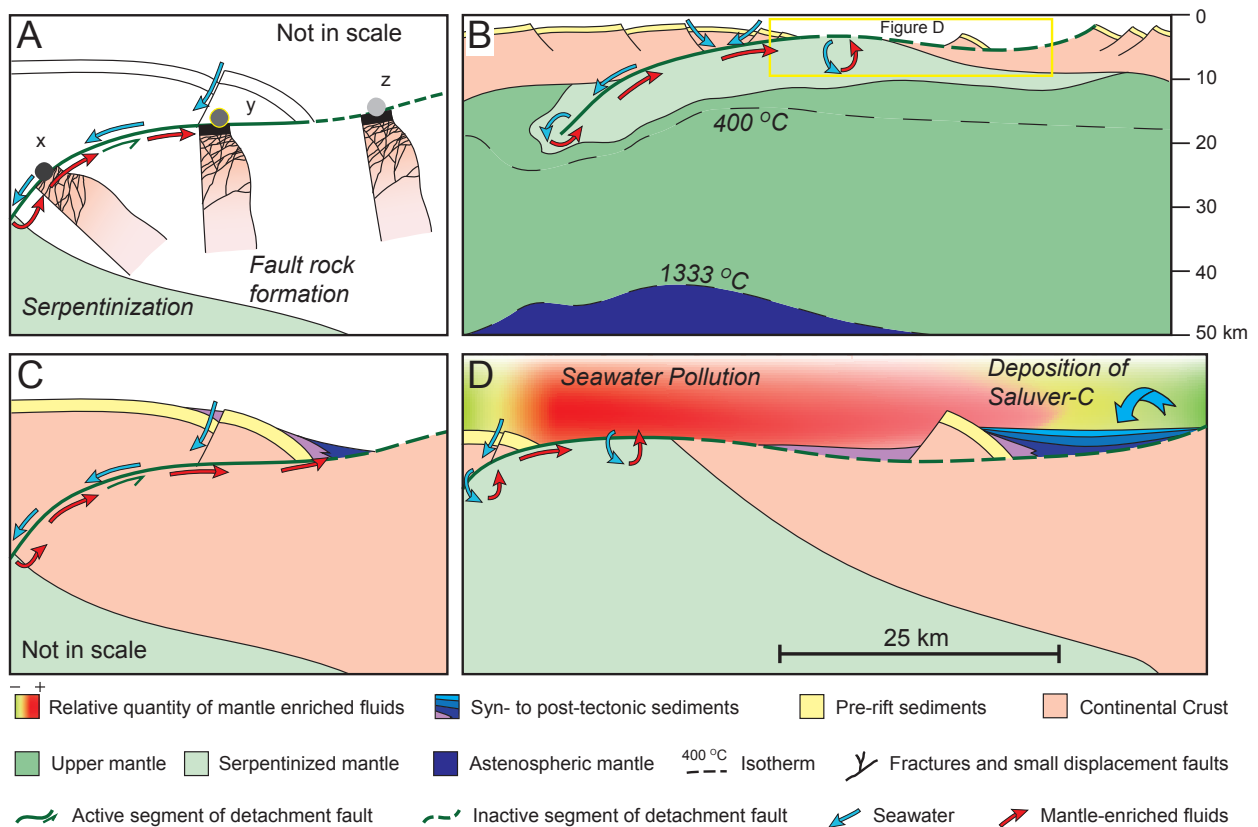 A
Not in scale
x
y
z
Fault rock
formation
Serpentinization
B
Figure D
400 °C
1333 °C
0
10
20
30
40
50 km
C
Not in scale
D
Seawater Pollution
Deposition of
Saluver-C
25 km
− +
Relative quantity of mantle enriched fluids
Syn- to post-tectonic sediments
Pre-rift sediments
Continental Crust
Upper mantle
Serpentinized mantle
Astenospheric mantle
400 °C
Isotherm
Fractures and small displacement faults
Active segment of detachment fault
Inactive segment of detachment fault
Seawater
Mantle-enriched fluids